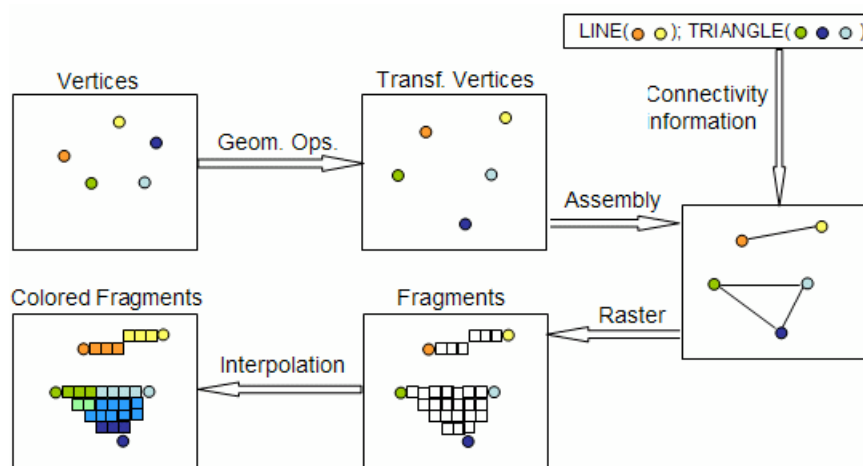 LINE( ); TRIANGLE( )
Vertices
Transf. Vertices
Connectivity
information
Geom. Ops.
Assembly
Colored Fragments
Fragments
Raster
Interpolation